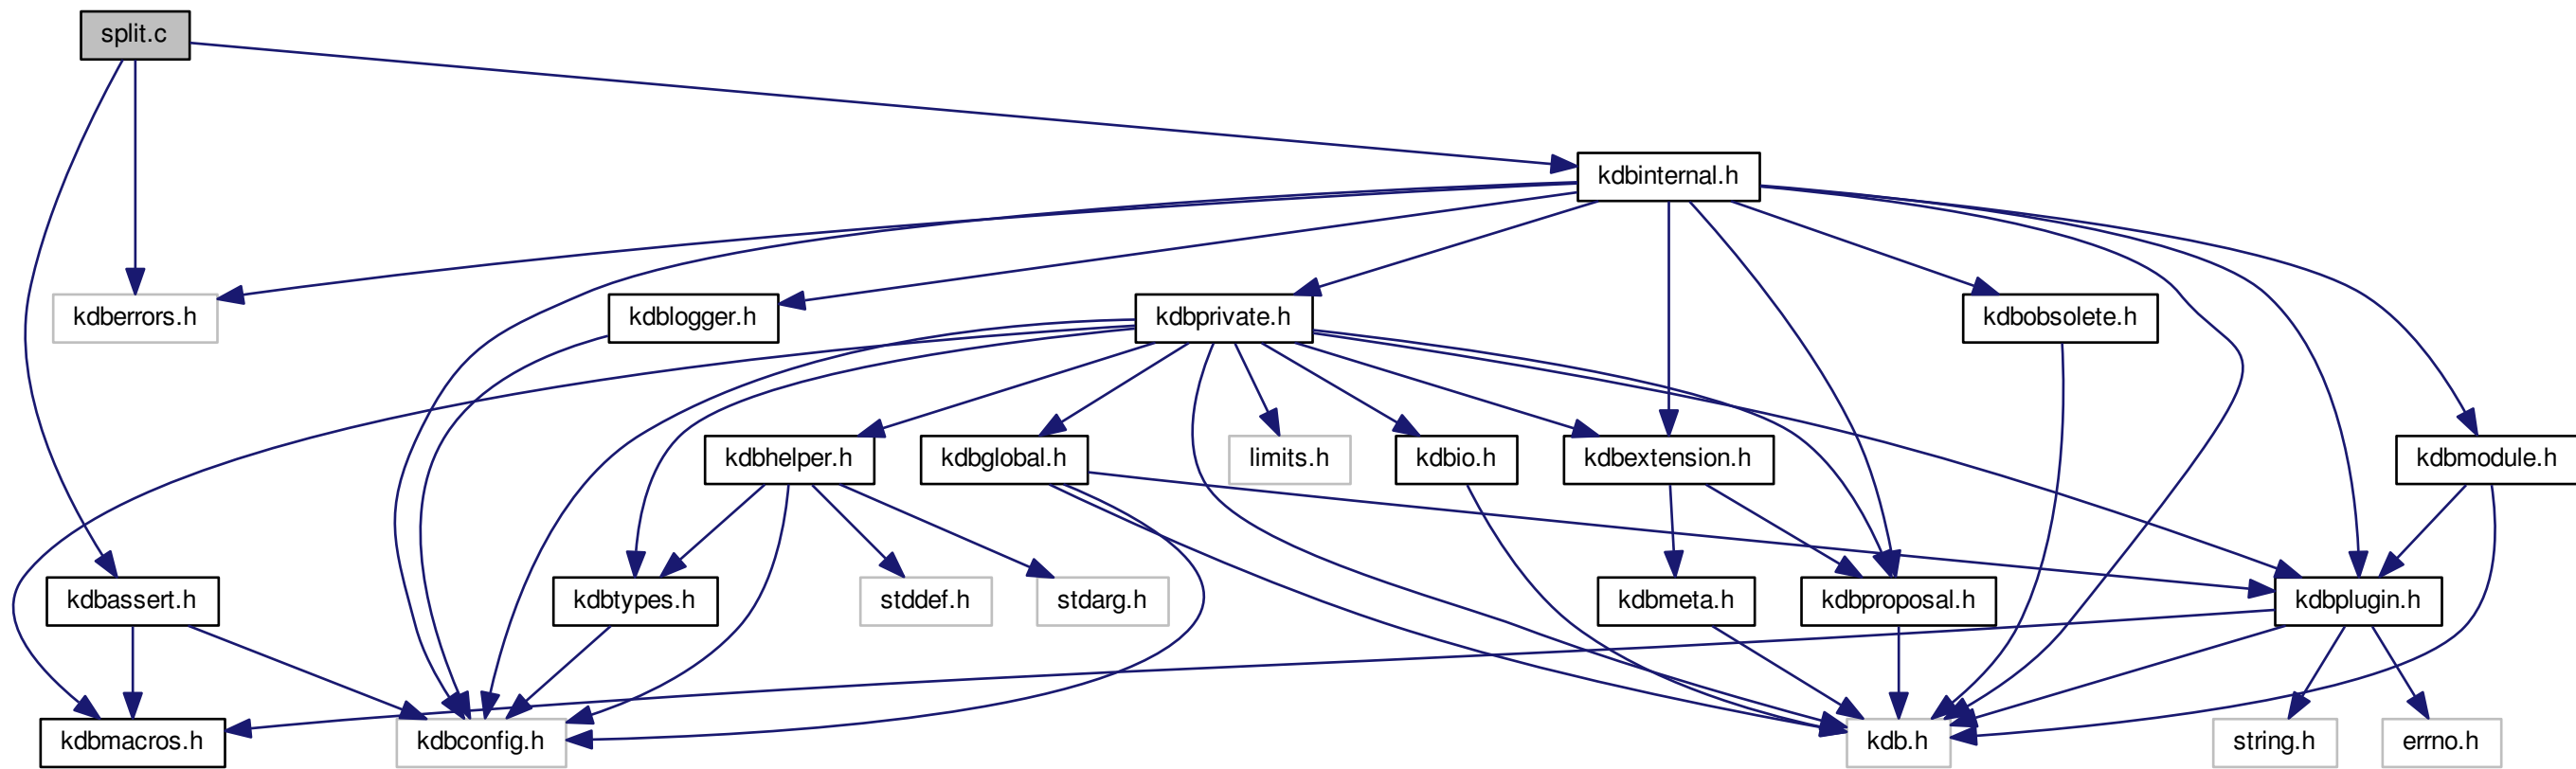 split.c
kdbinternal.h
kdberrors.h
kdblogger.h
kdbprivate.h
kdbobsolete.h
kdbhelper.h
kdbglobal.h
limits.h
kdbio.h
kdbextension.h
kdbmodule.h
kdbassert.h
kdbtypes.h
stddef.h
stdarg.h
kdbmeta.h
kdbproposal.h
kdbplugin.h
kdbmacros.h
kdbconfig.h
kdb.h
string.h
errno.h